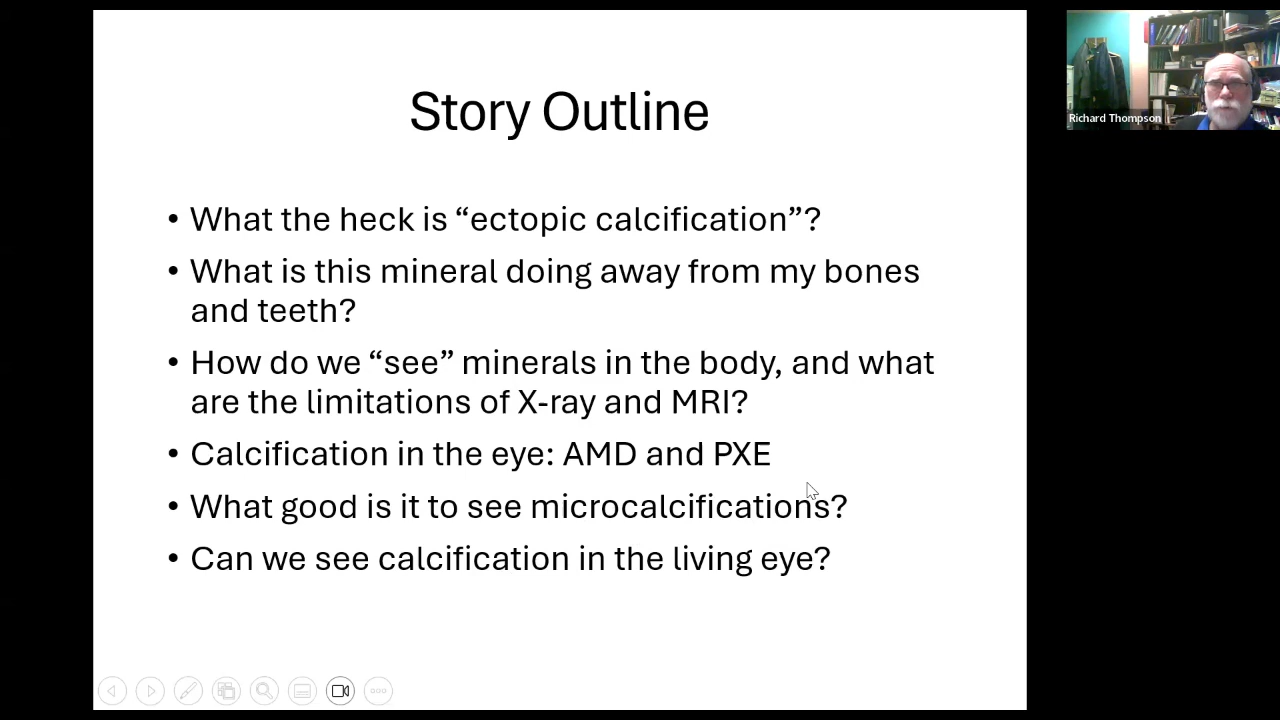 Story Outline
• What the heck is “ectopic calcification”?
• What is this mineral doing away from my bones
and teeth?
• How do we “see” minerals in the body, and what
are the limitations of X-ray and MRI?
• Calcification in the eye: AMD and PXE
• What good is it to see microcalcifications?
• Can we see calcification in the living eye?
Richard Thompson